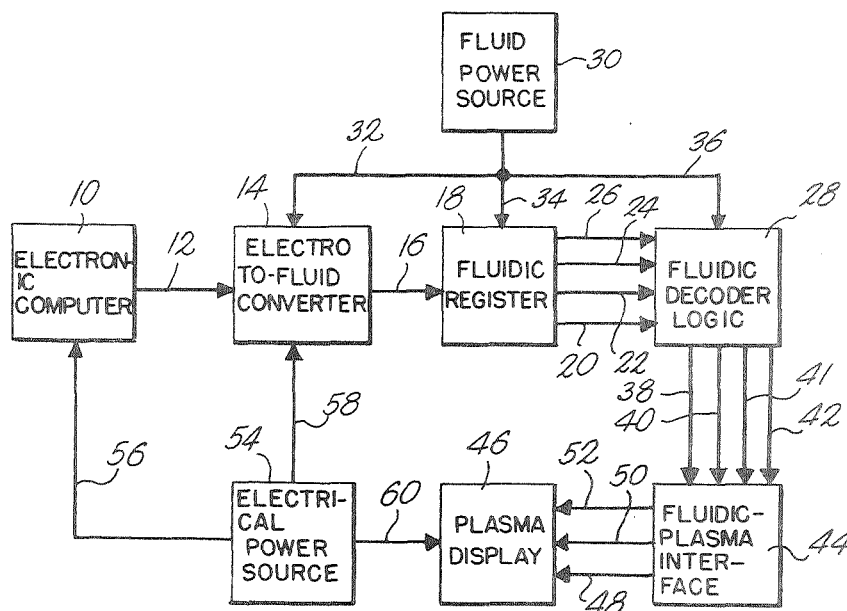 FLUID
POWER
SOURCE
30
32
36
10
14
18
34
26
24
28
ELECTRON-
IC
COMPUTER
12
ELECTRO
TO-FLUID
CONVERTER
16
FLUIDIC
REGISTER
FLUIDIC
DECODER
LOGIC
20
22
38
40
41
42
58
56
54
46
52
50
ELECTRI-
CAL
POWER
SOURCE
60
PLASMA
DISPLAY
FLUIDIC-
PLASMA
INTER-
FACE
44
48